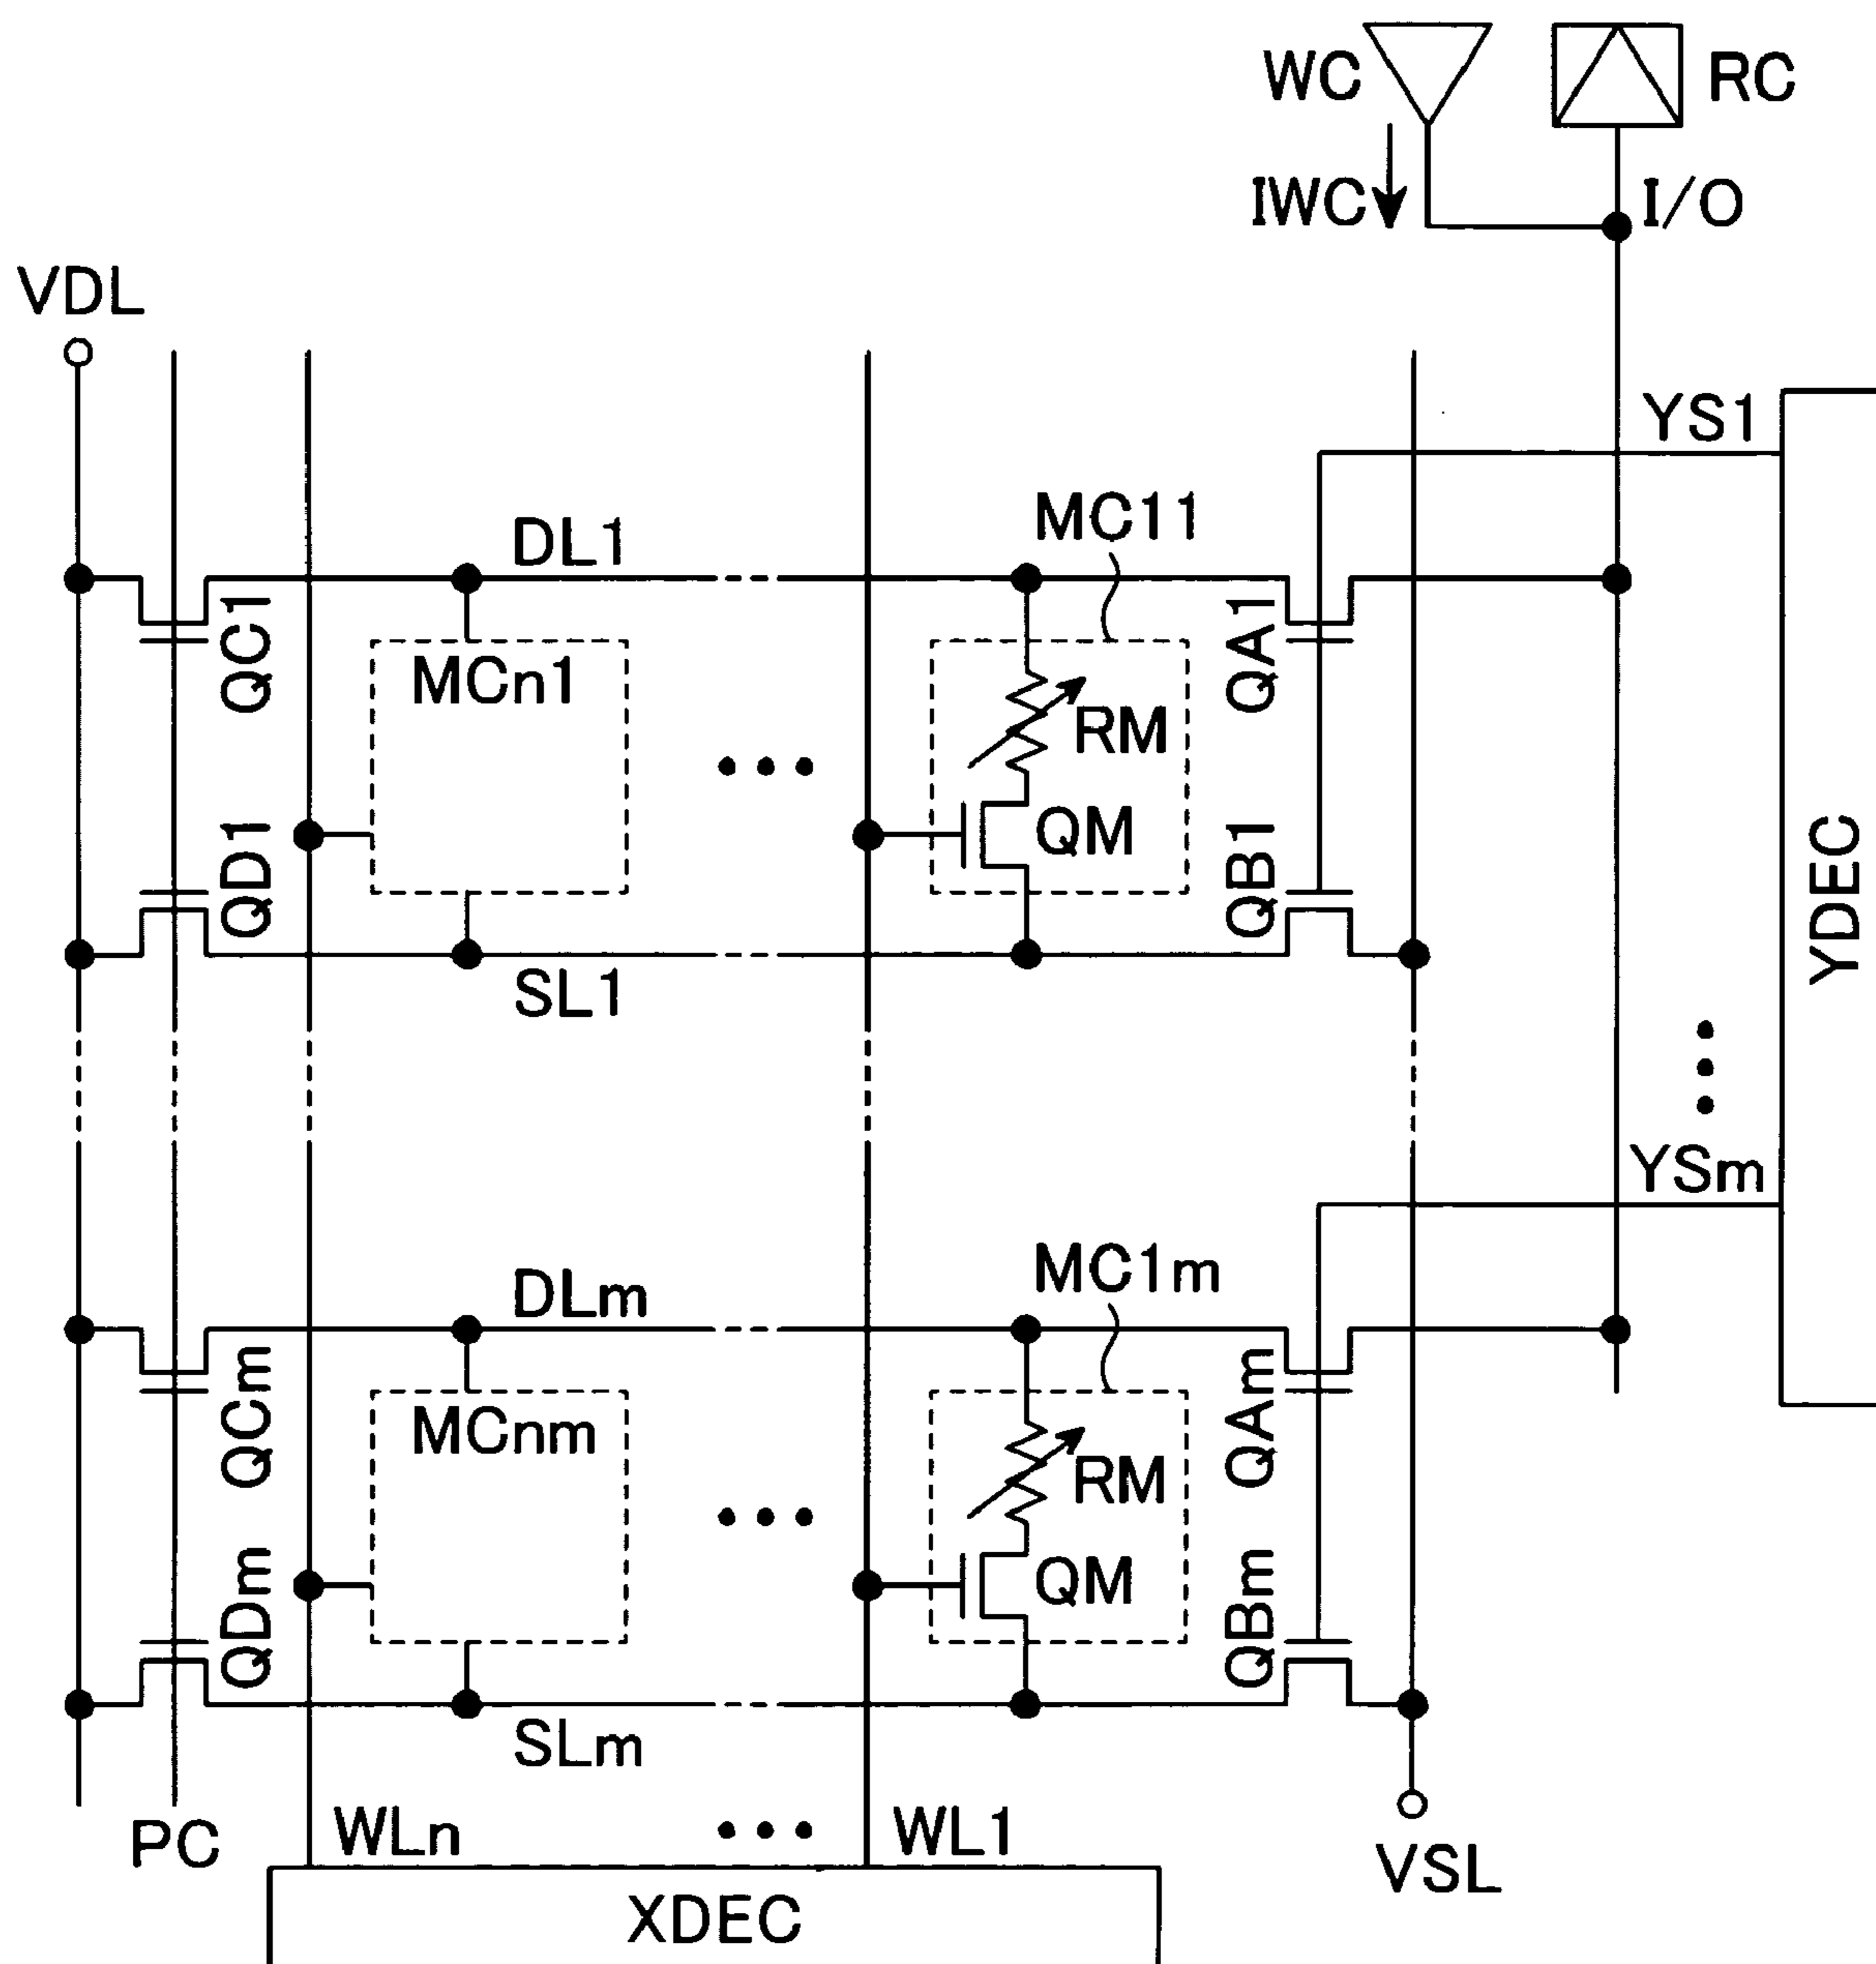 WC
RC
IWC
I/O
VDL
YS1
MC11
DL1
QC1
MCn1
RM
QA1
QM
QD1
QB1
YDEC
SL1
YSm
MC1m
DLm
QCm
MCnm
RM
QAm
QM
QDm
QBm
SLm
PC
WLn
WL1
VSL
XDEC